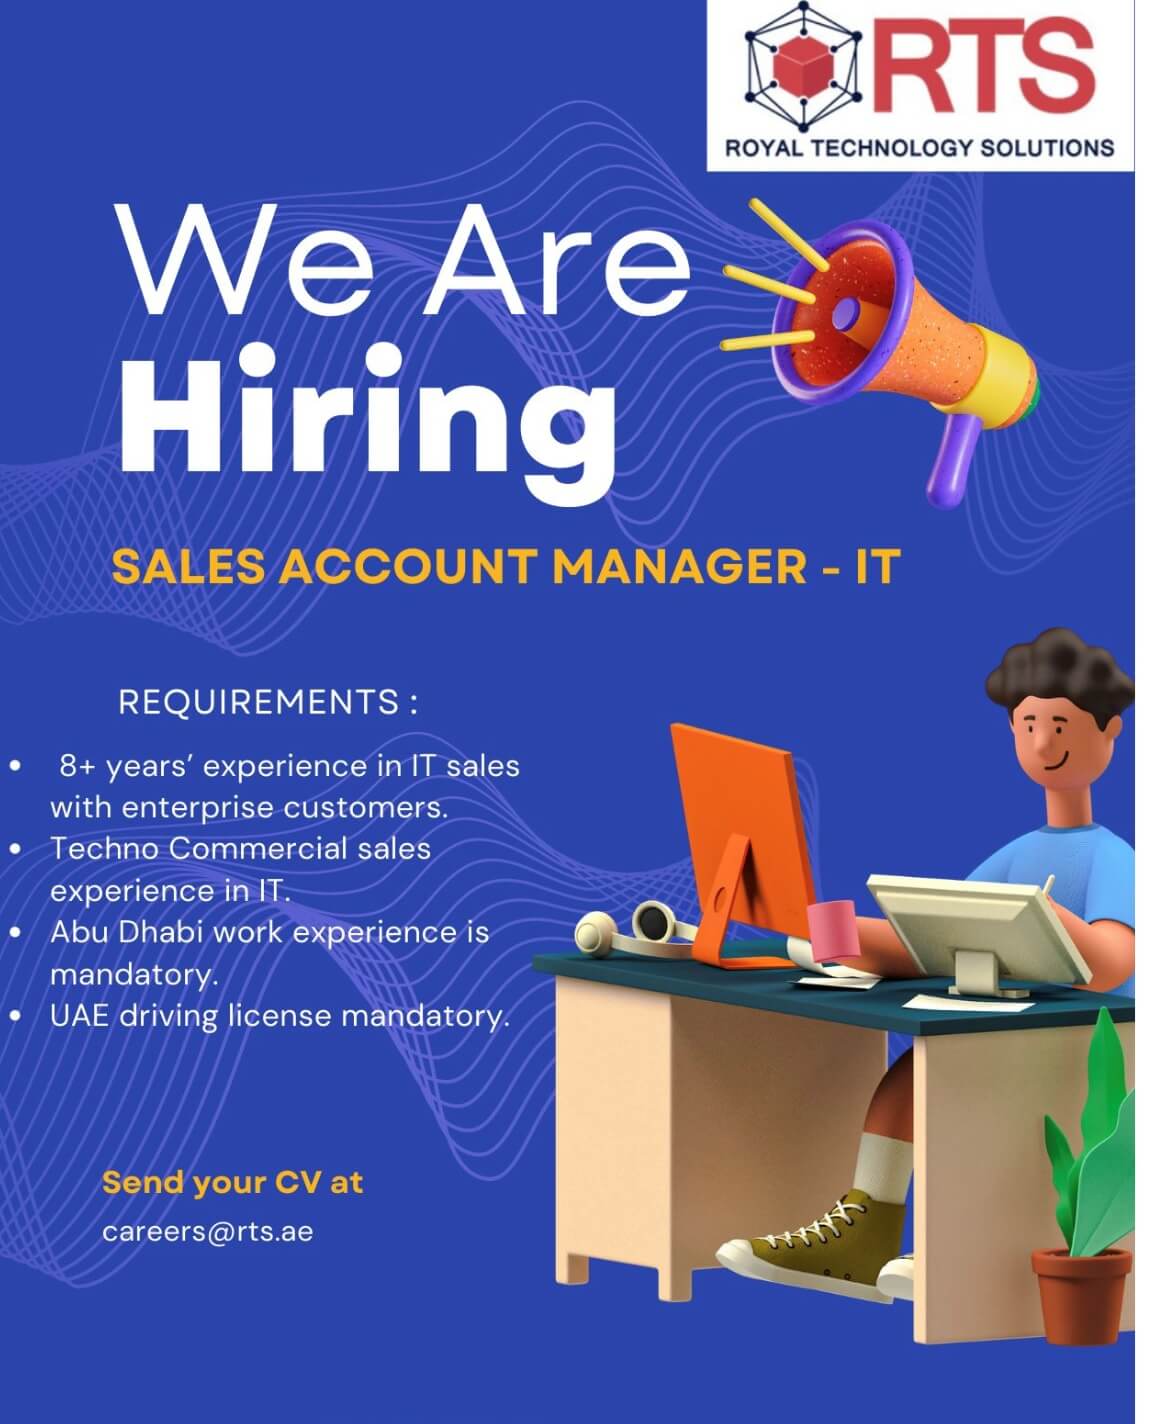 RTS
ROYAL TECHNOLOGY SOLUTIONS
We Are
Hiring
SALES ACCOUNT MANAGER - IT
REQUIREMENTS :
• 8+ years’ experience in IT sales
with enterprise customers.
• Techno Commercial sales
experience in IT.
• Abu Dhabi work experience is
mandatory.
• UAE driving license mandatory.
Send your CV at
careers@rts.ae